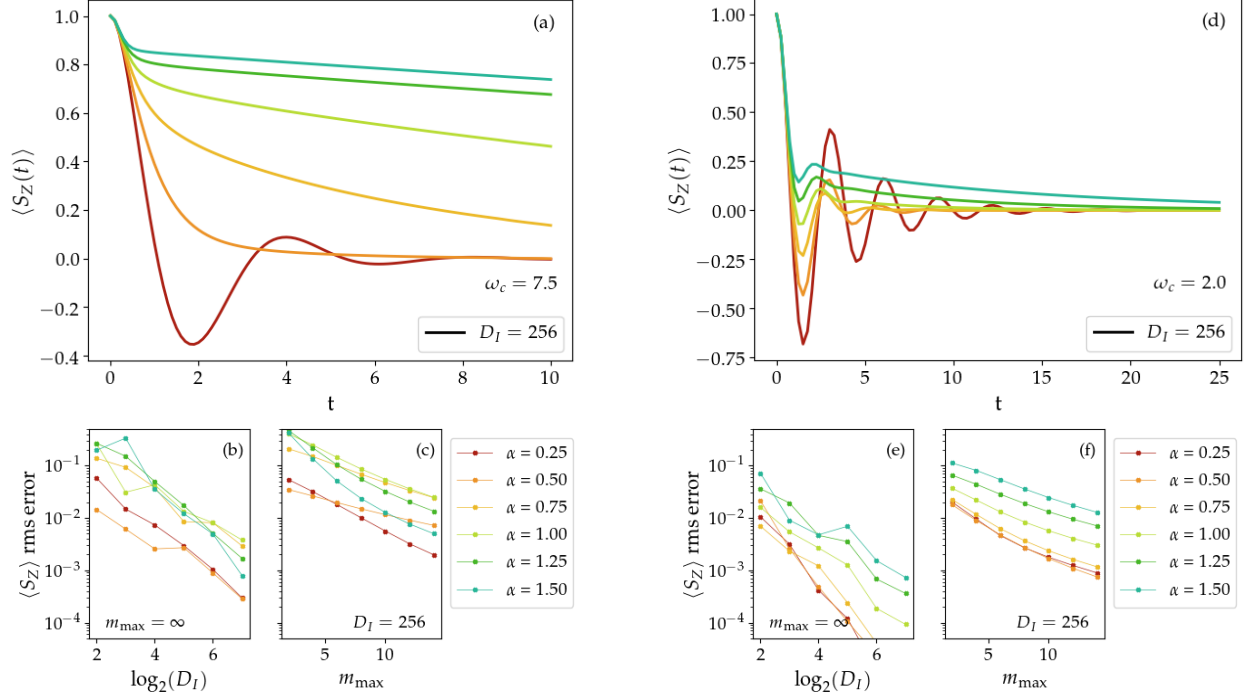 (a)
⟨S_Z(t)⟩
1.0
0.8
0.6
0.4
0.2
0.0
−0.2
−0.4
ω_c = 7.5
D_I = 256
0 2 4 6 8 10
t
(d)
⟨S_Z(t)⟩
1.00
0.75
0.50
0.25
0.00
−0.25
−0.50
−0.75
ω_c = 2.0
D_I = 256
0 5 10 15 20 25
t
(b)
⟨S_Z⟩ rms error
10^−1
10^−2
10^−3
10^−4
m_max = ∞
2 4 6
log_2(D_I)
(c)
D_I = 256
5 10
m_max
α = 0.25
α = 0.50
α = 0.75
α = 1.00
α = 1.25
α = 1.50
(e)
⟨S_Z⟩ rms error
10^−1
10^−2
10^−3
10^−4
m_max = ∞
2 4 6
log_2(D_I)
(f)
D_I = 256
5 10
m_max
α = 0.25
α = 0.50
α = 0.75
α = 1.00
α = 1.25
α = 1.50